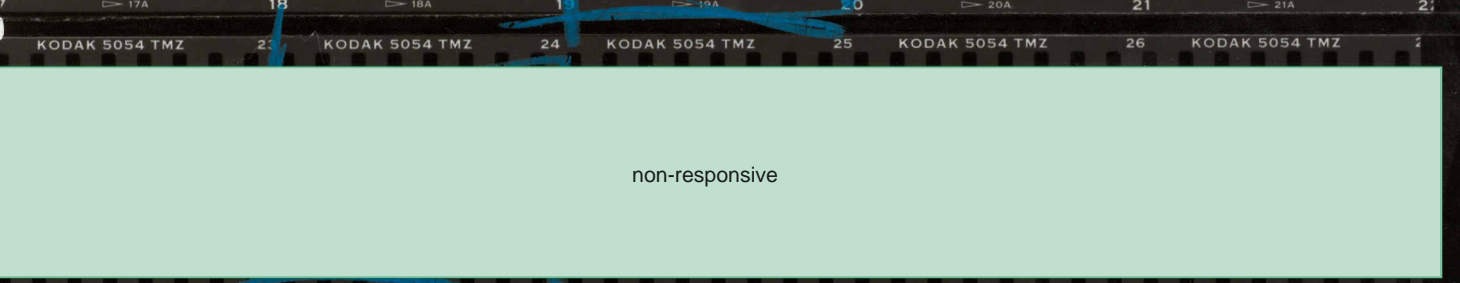 17A 18 18A 19 19A 20 20A 21 21A
KODAK 5054 TMZ 23 KODAK 5054 TMZ 24 KODAK 5054 TMZ 25 KODAK 5054 TMZ 26 KODAK 5054 TMZ
non-responsive